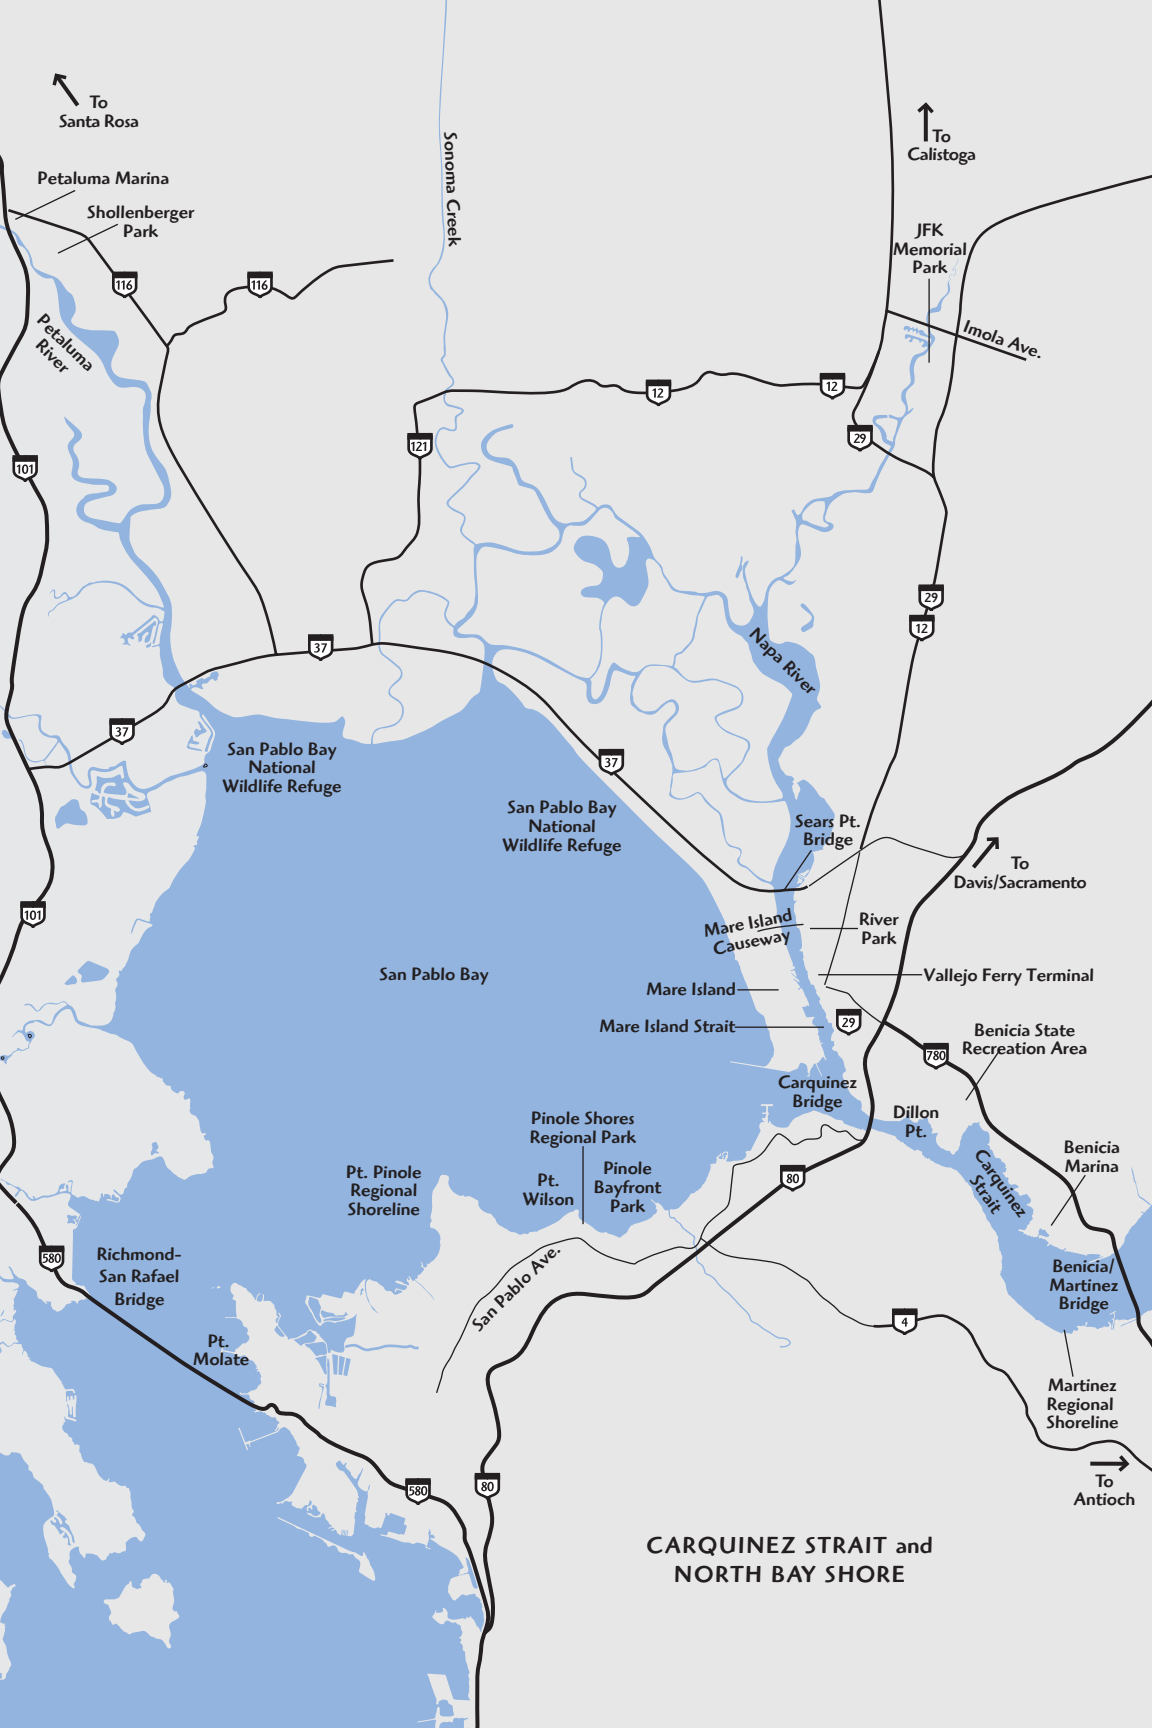 To
Santa Rosa
To
Calistoga
Petaluma Marina
Shollenberger
Park
Sonoma Creek
JFK
Memorial
Park
116
116
Petaluma
River
Imola Ave.
12
12
29
121
101
29
12
Napa River
37
37
37
San Pablo Bay
National
Wildlife Refuge
San Pablo Bay
National
Wildlife Refuge
Sears Pt.
Bridge
To
Davis/Sacramento
101
Mare Island
Causeway
River
Park
San Pablo Bay
Vallejo Ferry Terminal
Mare Island
Mare Island Strait
29
Benicia State
Recreation Area
780
Carquinez
Bridge
Dillon
Pt.
Pinole Shores
Regional Park
Benicia
Marina
Pt. Pinole
Regional
Shoreline
Pt.
Wilson
Pinole
Bayfront
Park
80
Carquinez
Strait
580
Richmond-
San Rafael
Bridge
San Pablo Ave.
Benicia/
Martinez
Bridge
4
Pt.
Molate
Martinez
Regional
Shoreline
To
Antioch
580
80
CARQUINEZ STRAIT and
NORTH BAY SHORE